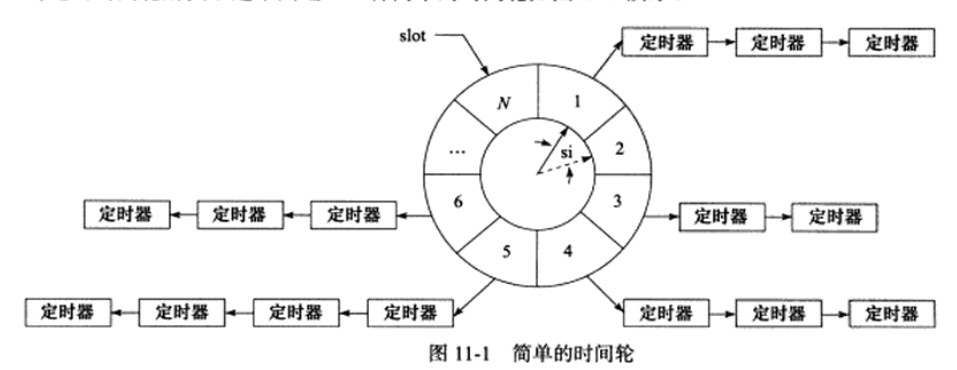 slot
定时器 定时器 定时器
N 1
... si 2
6 3
定时器 定时器 定时器 定时器 定时器
5 4
定时器 定时器 定时器 定时器 定时器 定时器 定时器
图 11-1 简单的时间轮